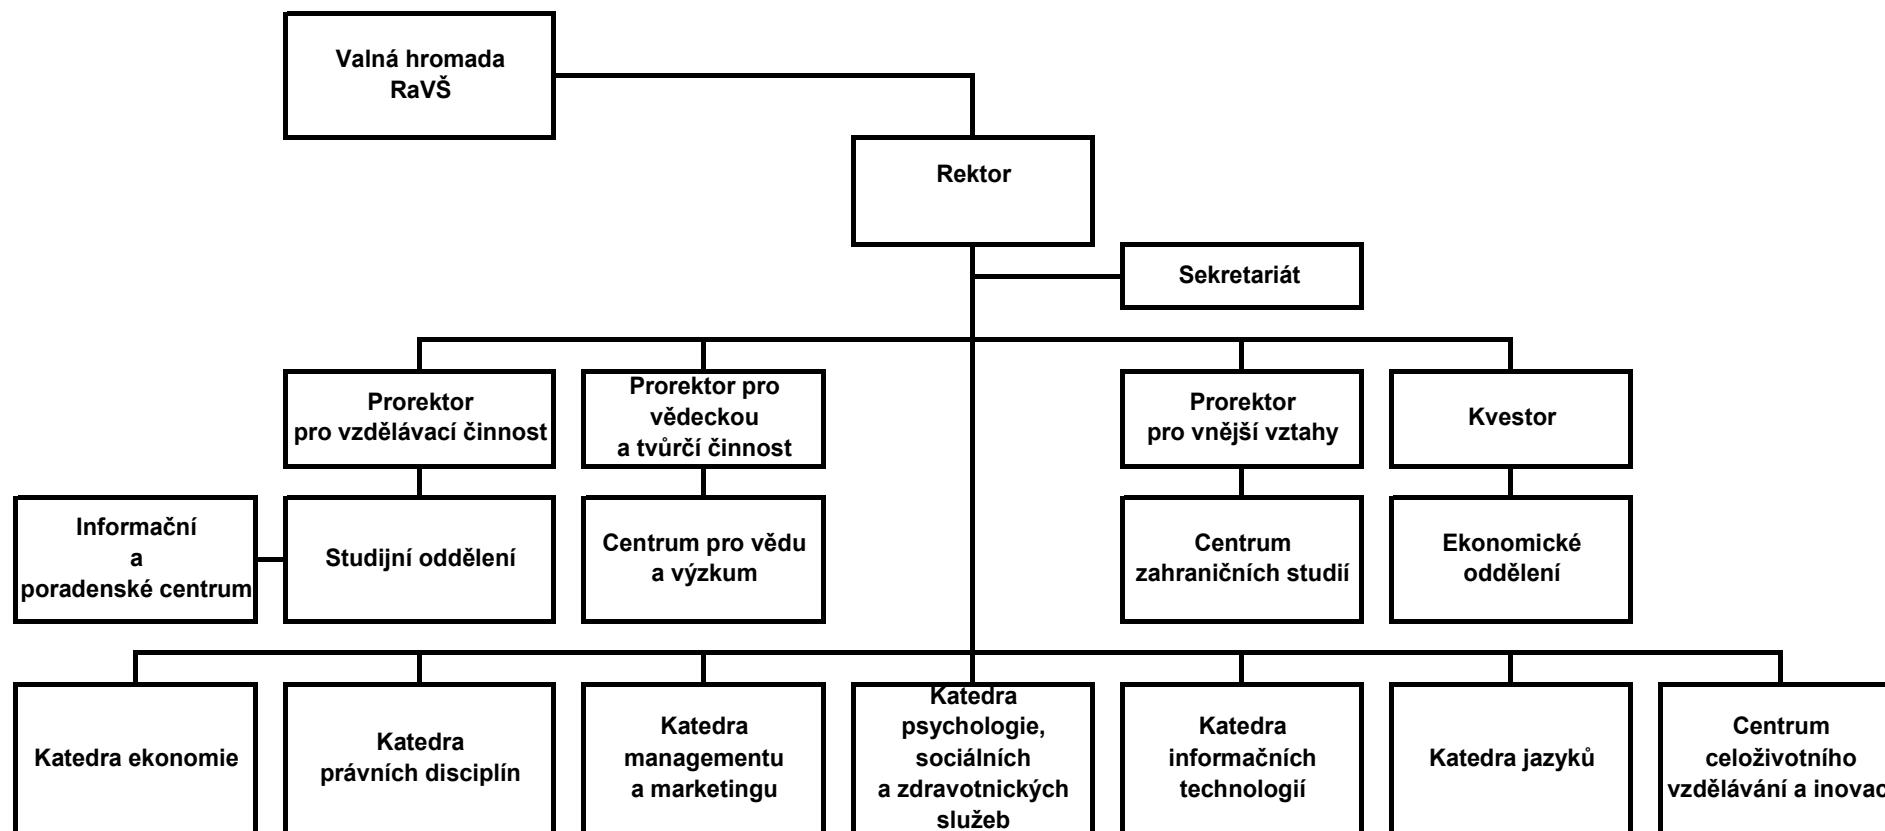 Valná hromada
RaVŠ
Rektor
Sekretariát
Prorektor
pro vzdělávací činnost
Prorektor pro
vědeckou
a tvůrčí činnost
Prorektor
pro vnější vztahy
Kvestor
Informační
a
poradenské centrum
Studijní oddělení
Centrum pro vědu
a výzkum
Centrum
zahraničních studií
Ekonomické
oddělení
Katedra ekonomie
Katedra
právních disciplín
Katedra
managementu
a marketingu
Katedra
psychologie,
sociálních
a zdravotnických
služeb
Katedra
informačních
technologií
Katedra jazyků
Centrum
celoživotního
vzdělávání a inovac